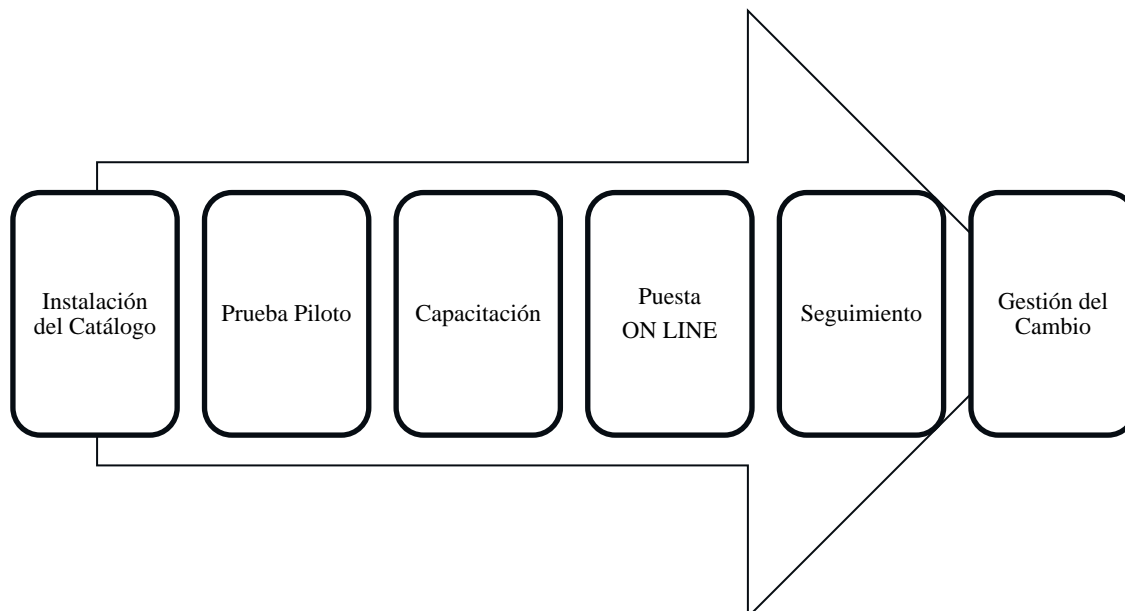 Instalación
del Catálogo
Prueba Piloto
Capacitación
Puesta
ON LINE
Seguimiento
Gestión del
Cambio